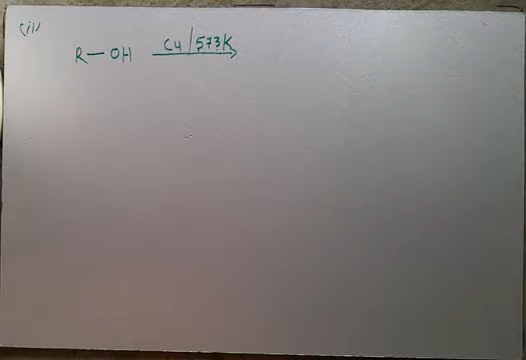 (ii)
R—OH Cu/573K →